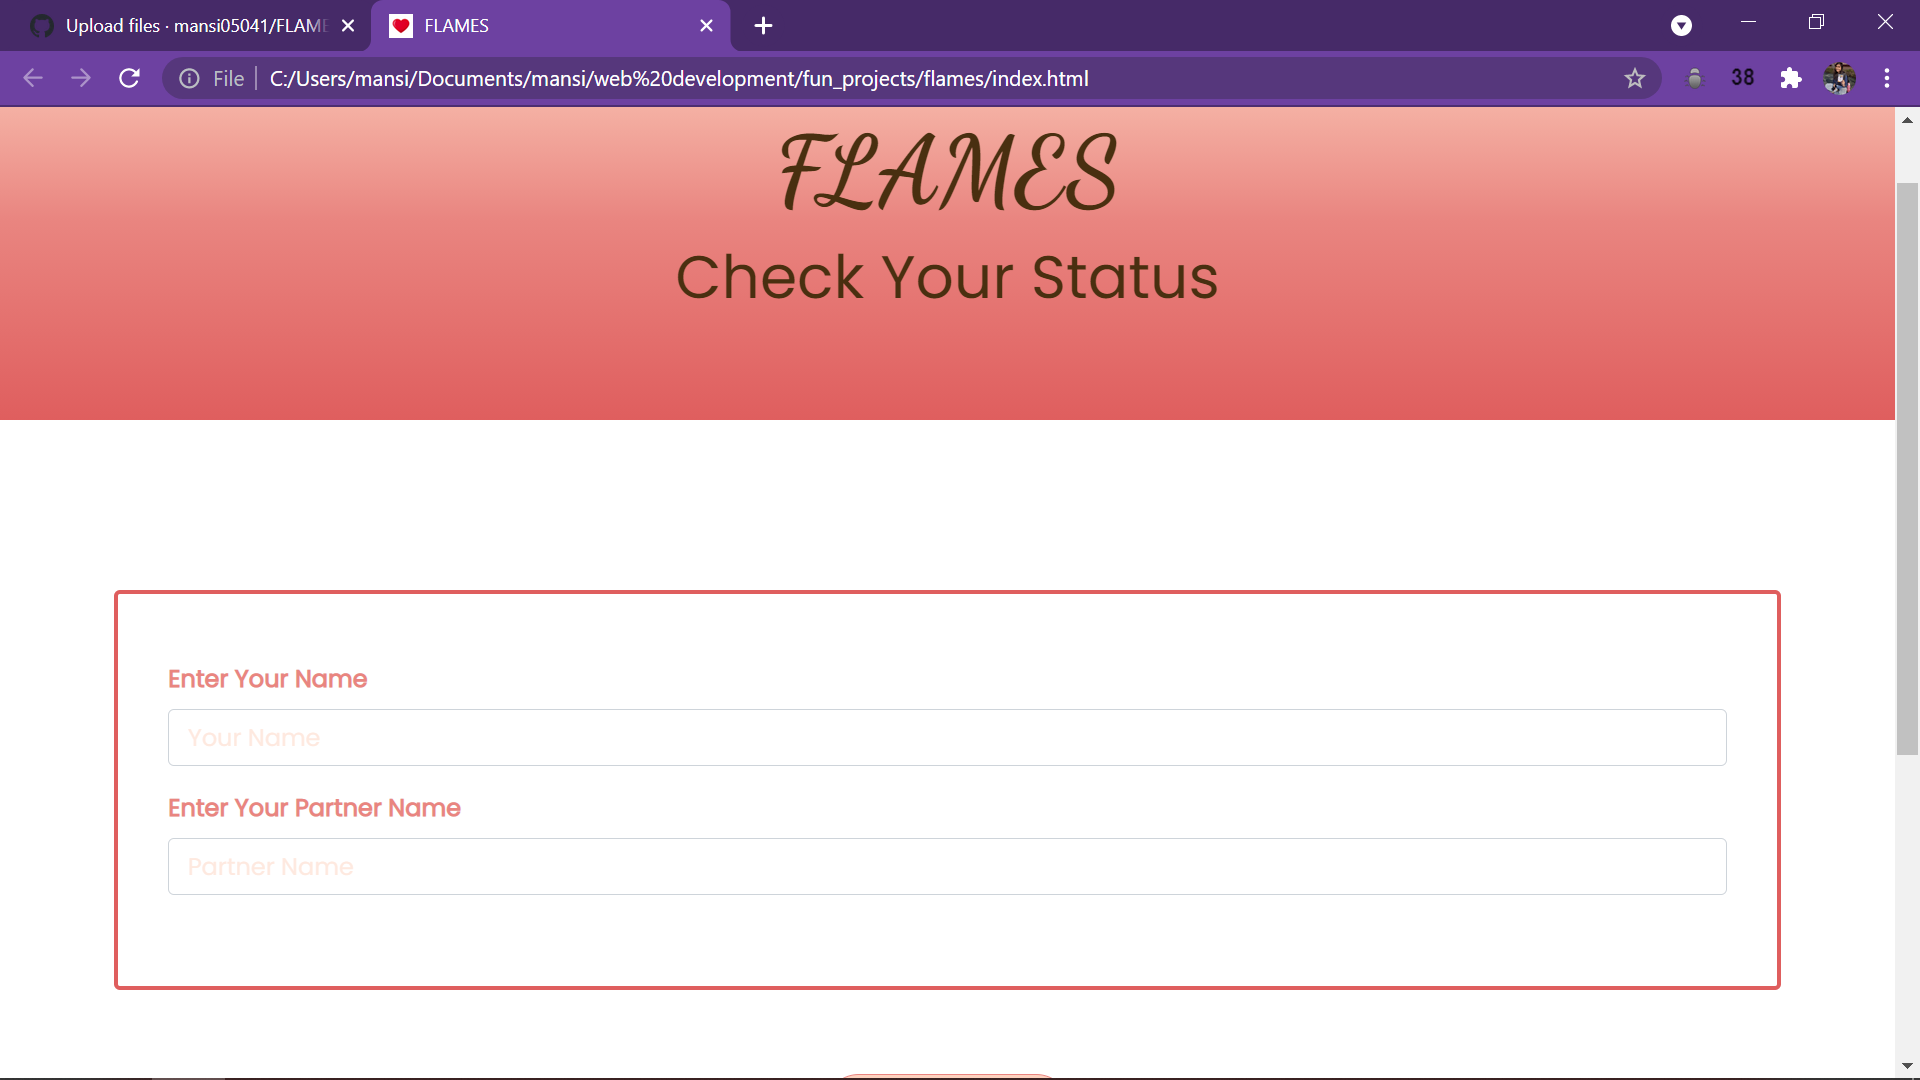 Upload files · mansi05041/FLAME
FLAMES
File
C:/Users/mansi/Documents/mansi/web%20development/fun_projects/flames/index.html
38
FLAMES
Check Your Status
Enter Your Name
Your Name
Enter Your Partner Name
Partner Name